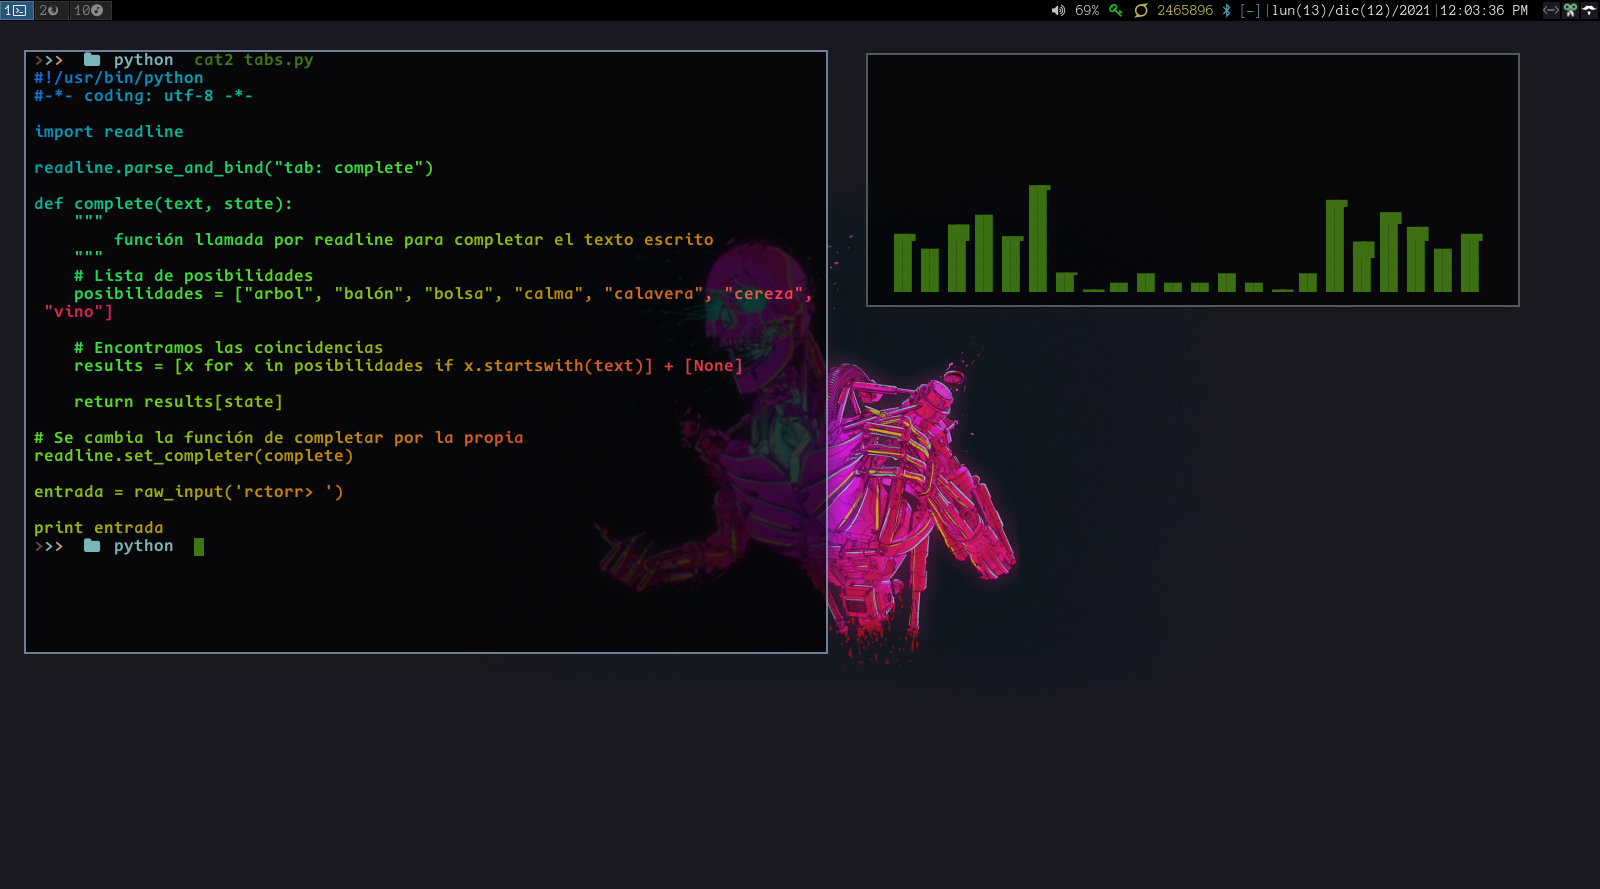 1 2 10 69% 2465896 [-]|lun(13)/dic(12)/2021|12:03:36 PM
>>> python cat2 tabs.py
#!/usr/bin/python
#-*- coding: utf-8 -*-
import readline
readline.parse_and_bind("tab: complete")
def complete(text, state):
"""
función llamada por readline para completar el texto escrito
"""
# Lista de posibilidades
posibilidades = ["arbol", "balón", "bolsa", "calma", "calavera", "cereza",
"vino"]
# Encontramos las coincidencias
results = [x for x in posibilidades if x.startswith(text)] + [None]
return results[state]
# Se cambia la función de completar por la propia
readline.set_completer(complete)
entrada = raw_input('rctorr> ')
print entrada
>>> python